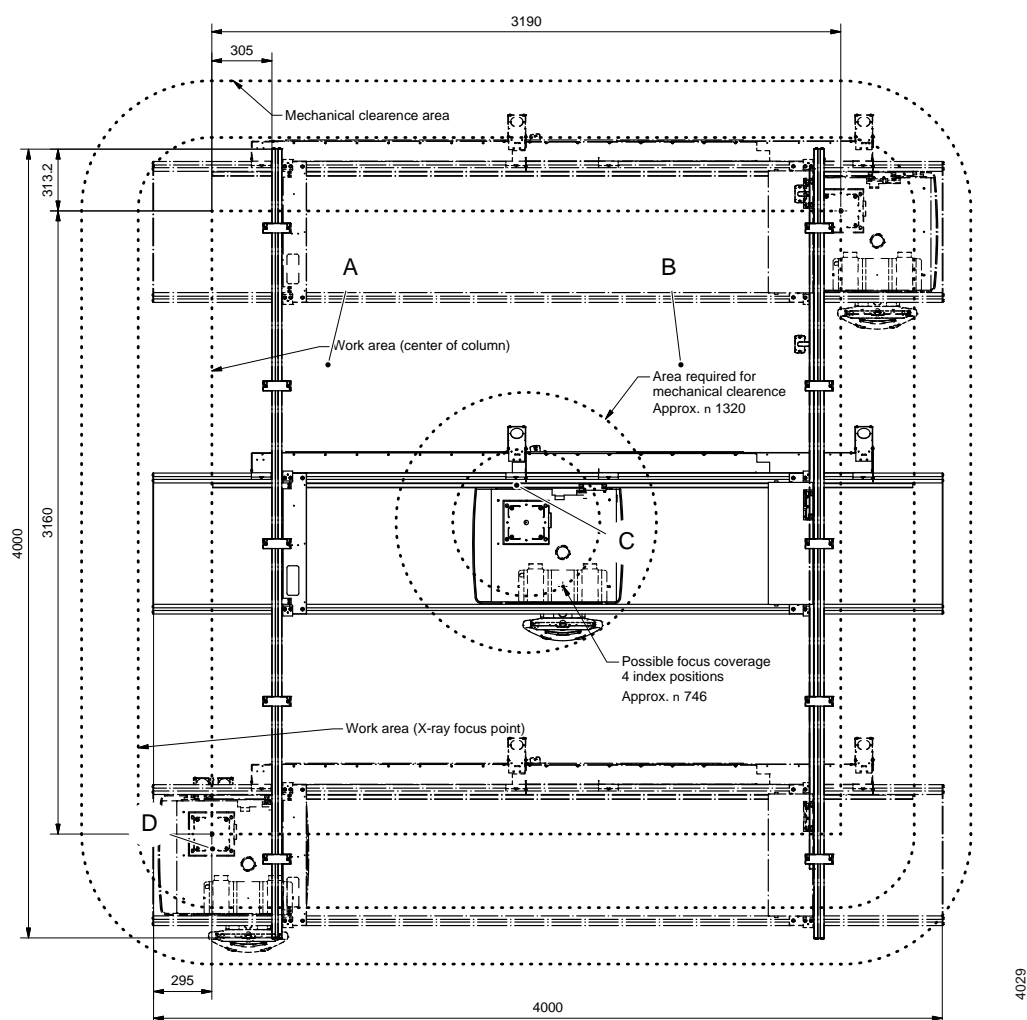 3190
305
Mechanical clearence area
313.2
A
B
Work area (center of column)
Area required for
mechanical clearence
Approx. n 1320
4000
3160
C
Possible focus coverage
4 index positions
Approx. n 746
Work area (X-ray focus point)
D
295
4000
4029